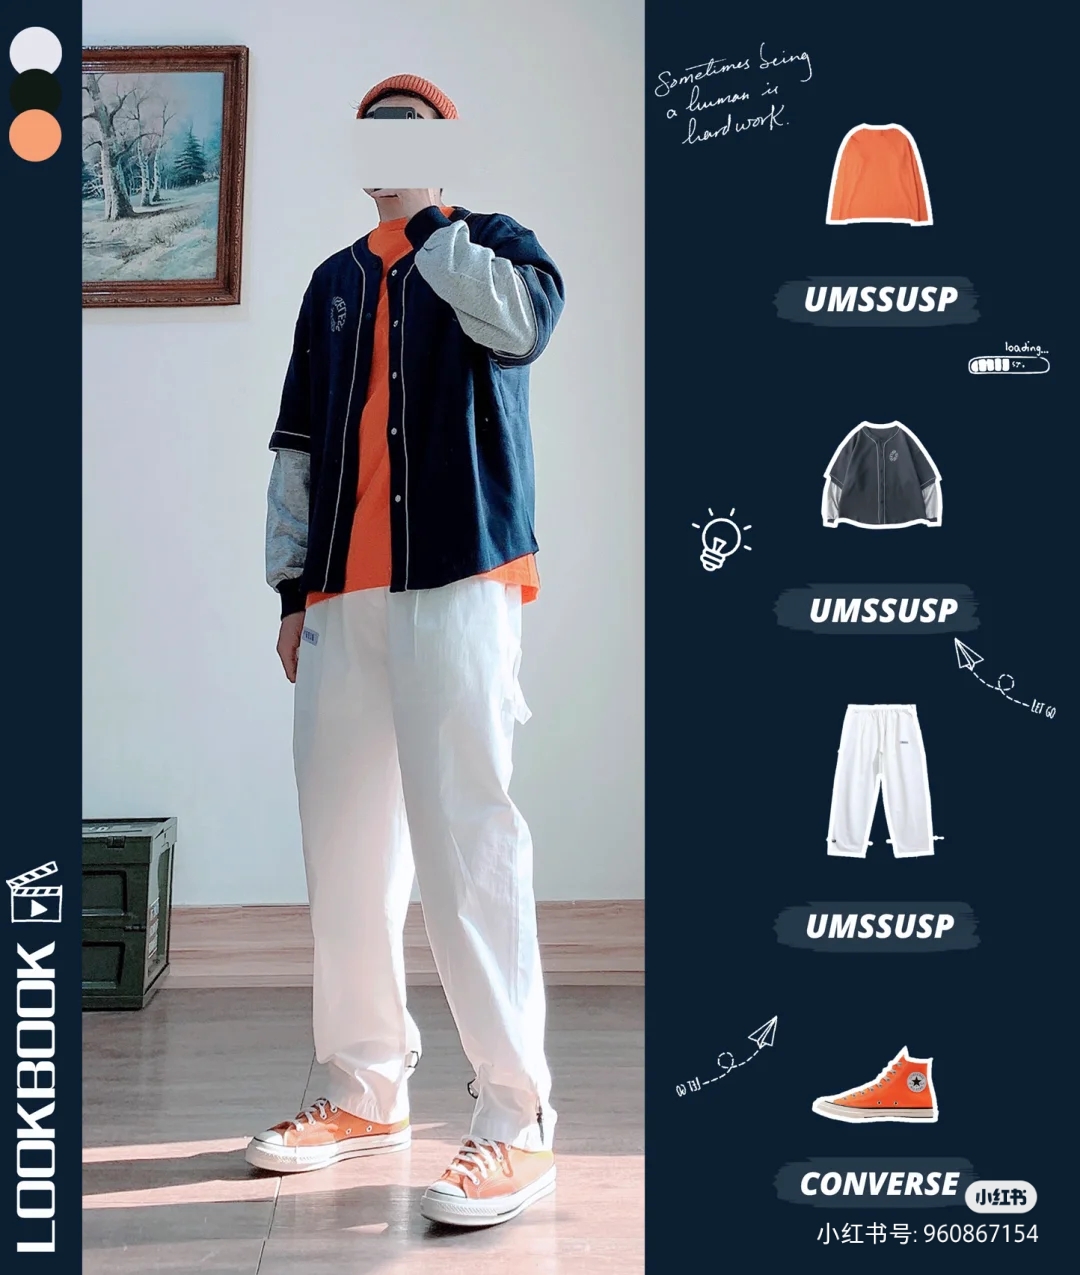 Sometimes being
a human is
hard work.
UMSSUSP
loading...
UMSSUSP
LET GO
UMSSUSP
LET GO
CONVERSE
小红书
小红书号: 960867154
LOOKBOOK